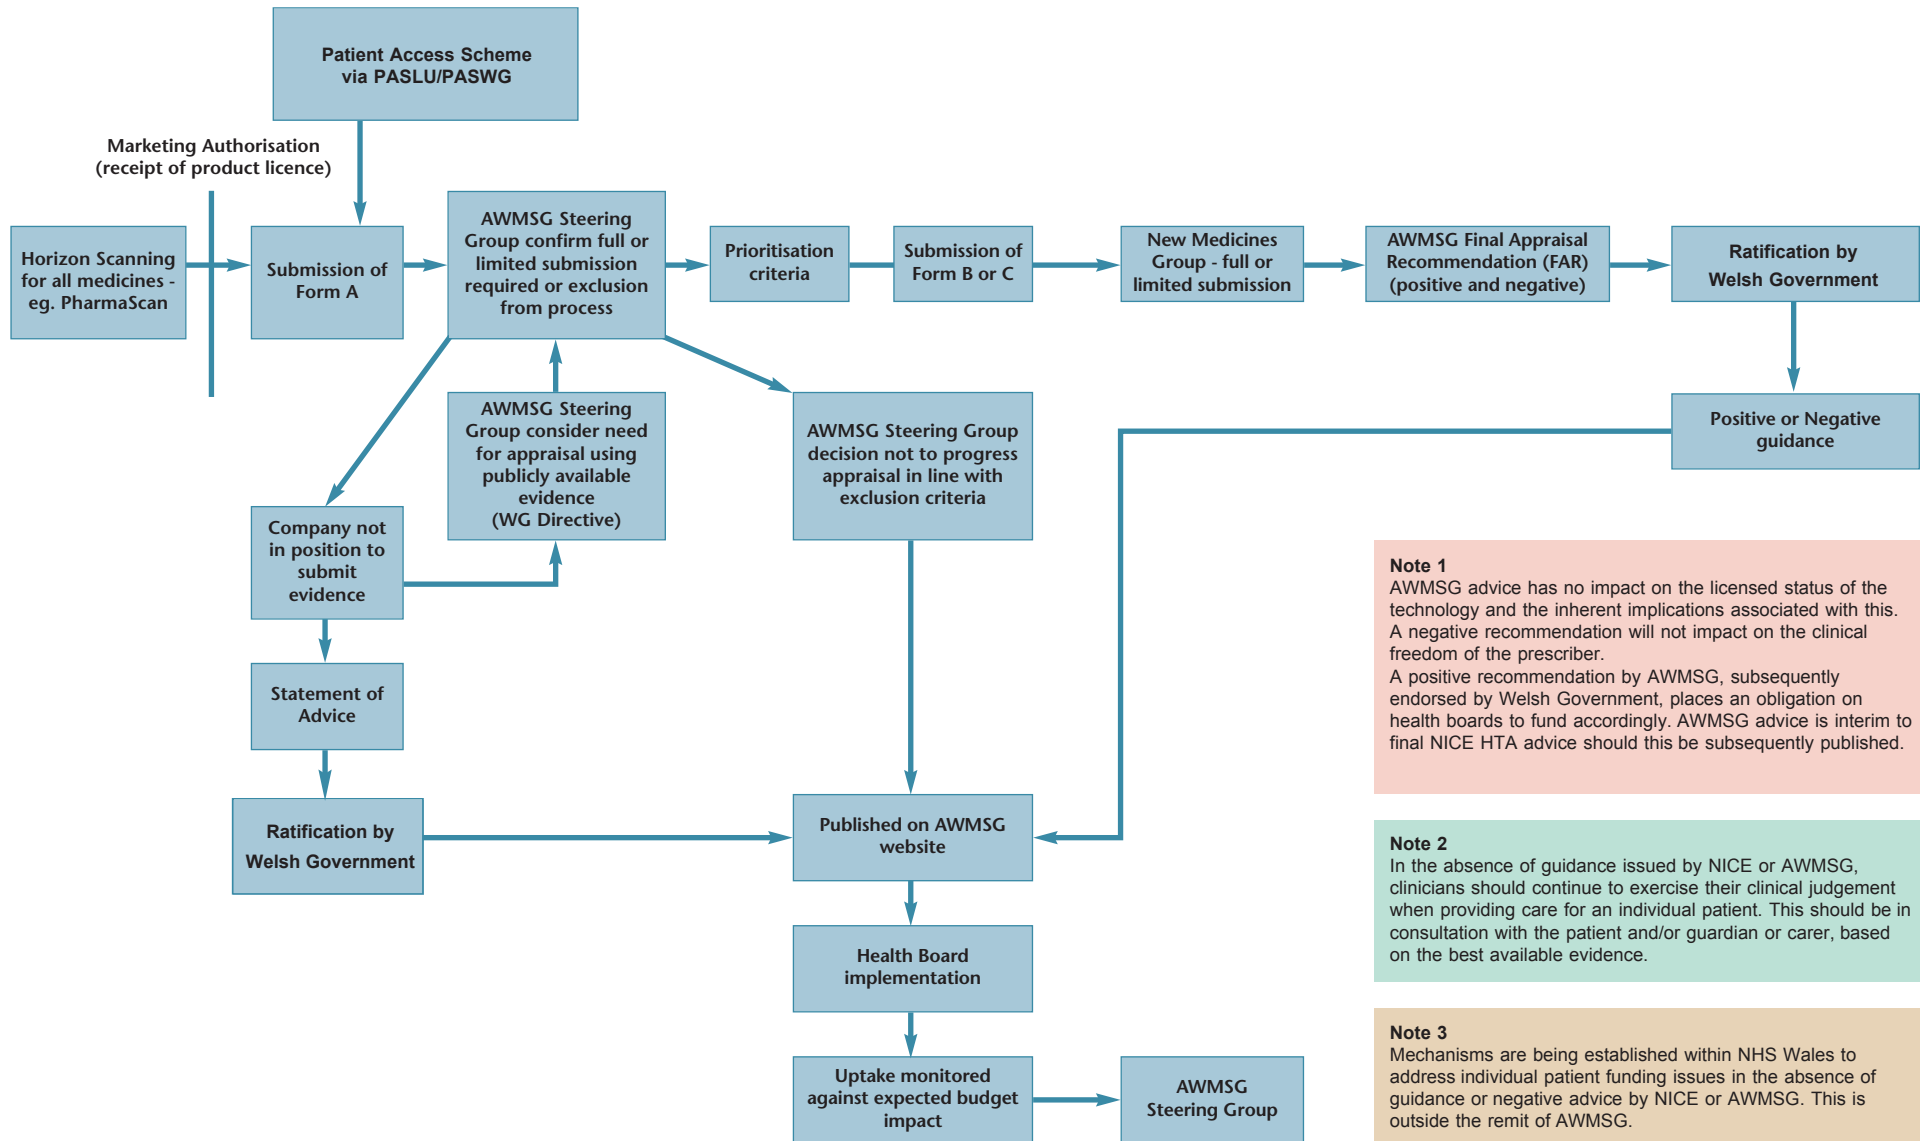 Patient Access Scheme
via PASLU/PASWG
Marketing Authorisation
(receipt of product licence)
Horizon Scanning
for all medicines -
eg. PharmaScan
Submission of
Form A
AWMSG Steering
Group confirm full or
limited submission
required or exclusion
from process
Prioritisation
criteria
Submission of
Form B or C
New Medicines
Group - full or
limited submission
AWMSG Final Appraisal
Recommendation (FAR)
(positive and negative)
Ratification by
Welsh Government
AWMSG Steering
Group consider need
for appraisal using
publicly available
evidence
(WG Directive)
AWMSG Steering Group
decision not to progress
appraisal in line with
exclusion criteria
Positive or Negative
guidance
Company not
in position to
submit
evidence
Statement of
Advice
Ratification by
Welsh Government
Published on AWMSG
website
Health Board
implementation
Uptake monitored
against expected budget
impact
AWMSG
Steering Group
Note 1
AWMSG advice has no impact on the licensed status of the
technology and the inherent implications associated with this.
A negative recommendation will not impact on the clinical
freedom of the prescriber.
A positive recommendation by AWMSG, subsequently
endorsed by Welsh Government, places an obligation on
health boards to fund accordingly. AWMSG advice is interim to
final NICE HTA advice should this be subsequently published.
Note 2
In the absence of guidance issued by NICE or AWMSG,
clinicians should continue to exercise their clinical judgement
when providing care for an individual patient. This should be in
consultation with the patient and/or guardian or carer, based
on the best available evidence.
Note 3
Mechanisms are being established within NHS Wales to
address individual patient funding issues in the absence of
guidance or negative advice by NICE or AWMSG. This is
outside the remit of AWMSG.